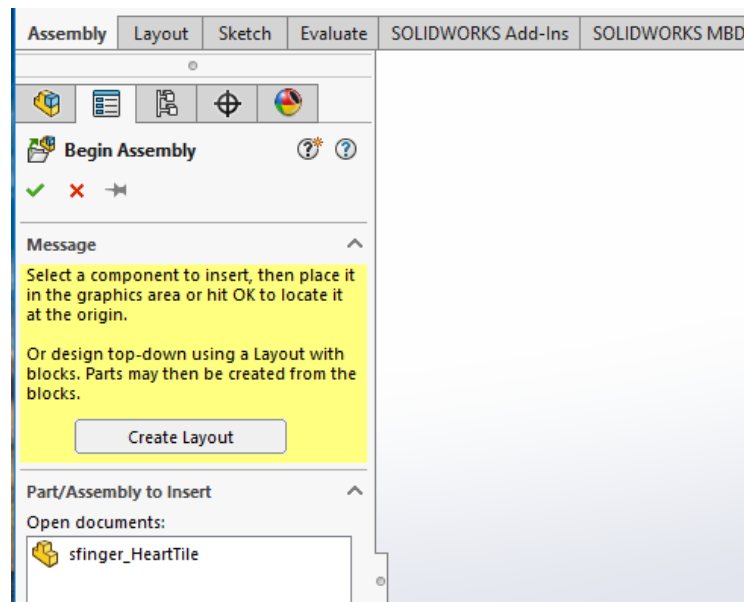 Assembly Layout Sketch Evaluate SOLIDWORKS Add-Ins SOLIDWORKS MBD
Begin Assembly
Message
Select a component to insert, then place it
in the graphics area or hit OK to locate it
at the origin.
Or design top-down using a Layout with
blocks. Parts may then be created from the
blocks.
Create Layout
Part/Assembly to Insert
Open documents:
sfinger_HeartTile